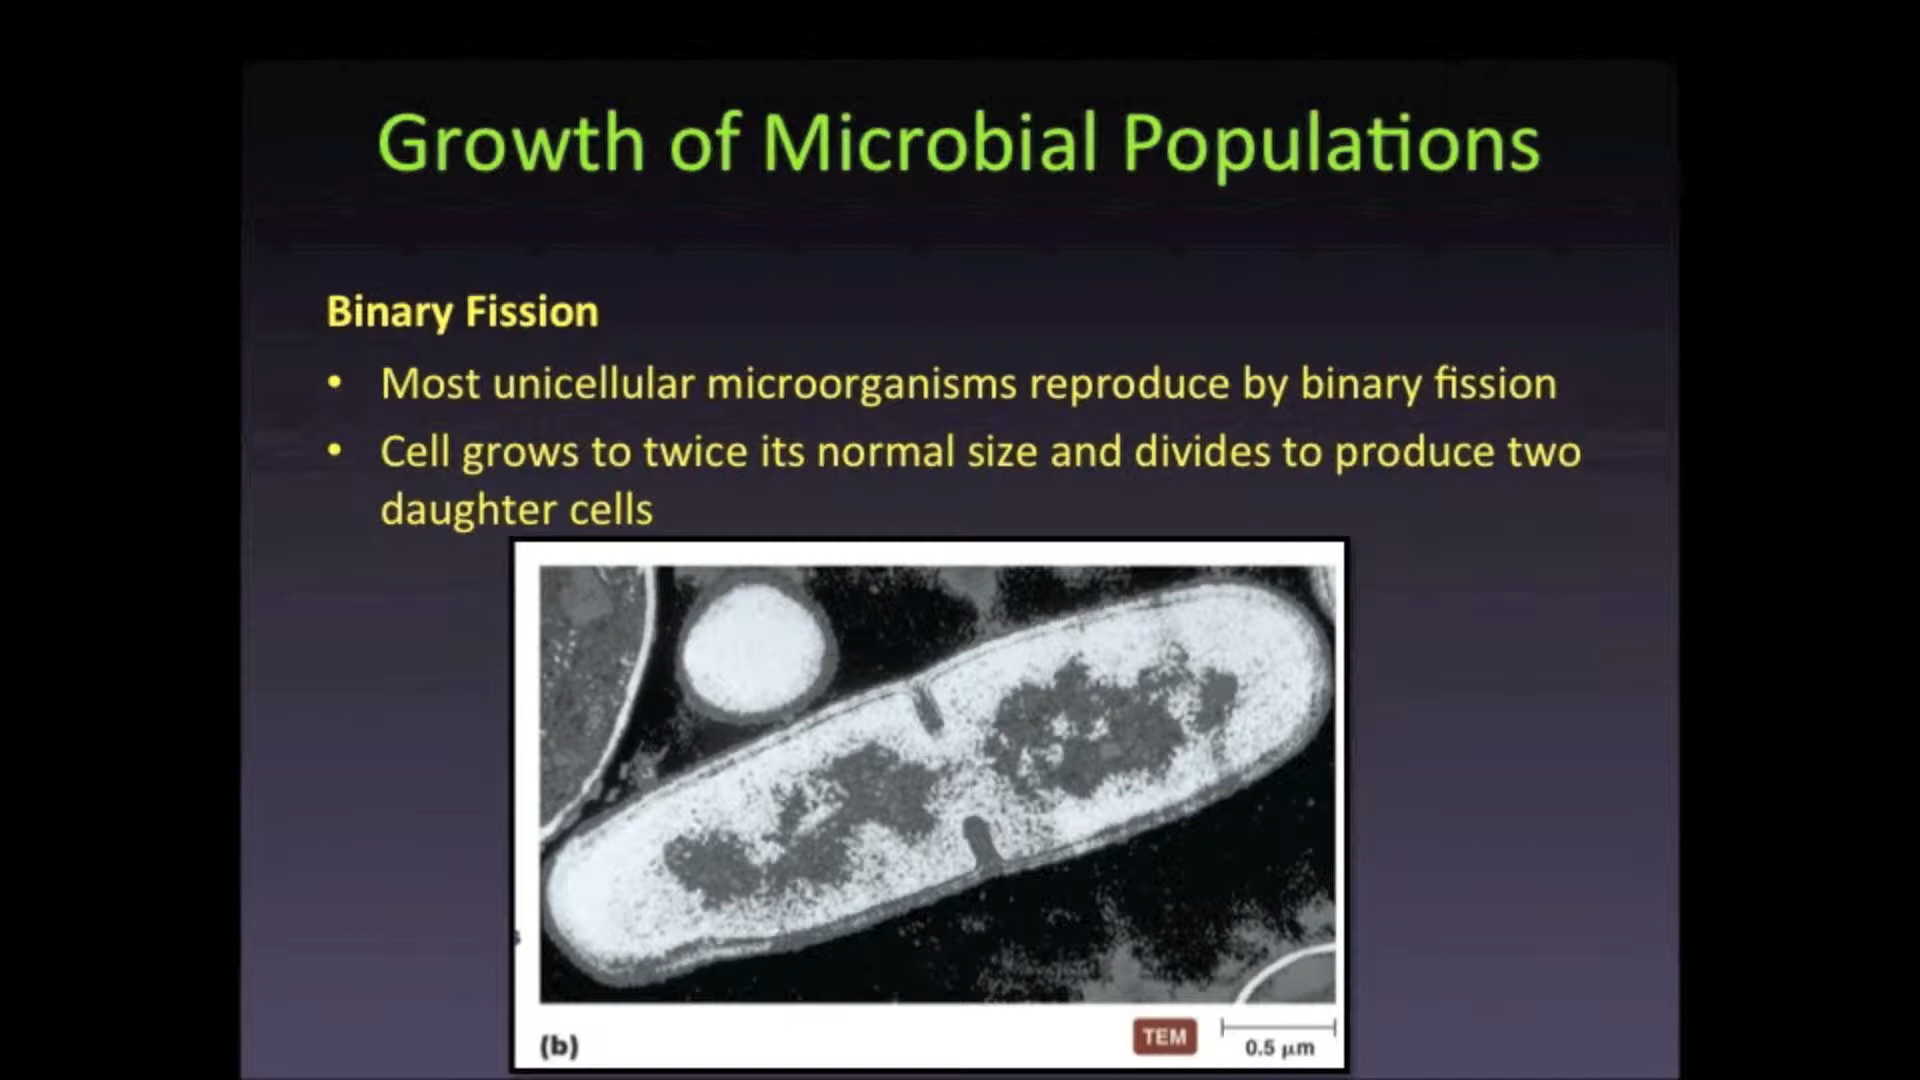 Growth of Microbial Populations
Binary Fission
• Most unicellular microorganisms reproduce by binary fission
• Cell grows to twice its normal size and divides to produce two
daughter cells
(b)
TEM
0.5 μm